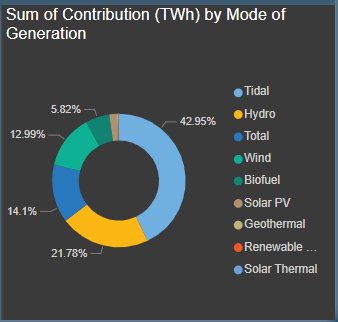 Sum of Contribution (TWh) by Mode of
Generation
5.82%
42.95%
12.99%
14.1%
21.78%
Tidal
Hydro
Total
Wind
Biofuel
Solar PV
Geothermal
Renewable ...
Solar Thermal